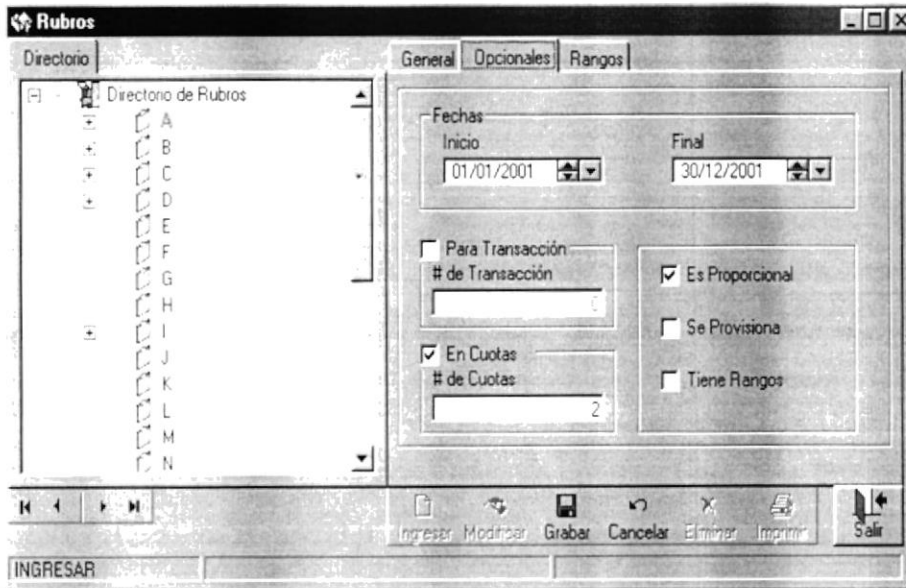 Rubros
Directorio
General Opcionales Rangos
Directorio de Rubros
A
B
C
D
E
F
G
H
I
J
K
L
M
N
Fechas
Inicio Final
01/01/2001 30/12/2001
Para Transacción
# de Transacción
0
En Cuotas
# de Cuotas
2
Es Proporcional
Se Provisiona
Tiene Rangos
Ingresar Modificar Grabar Cancelar Eliminar Imprimir Salir
INGRESAR